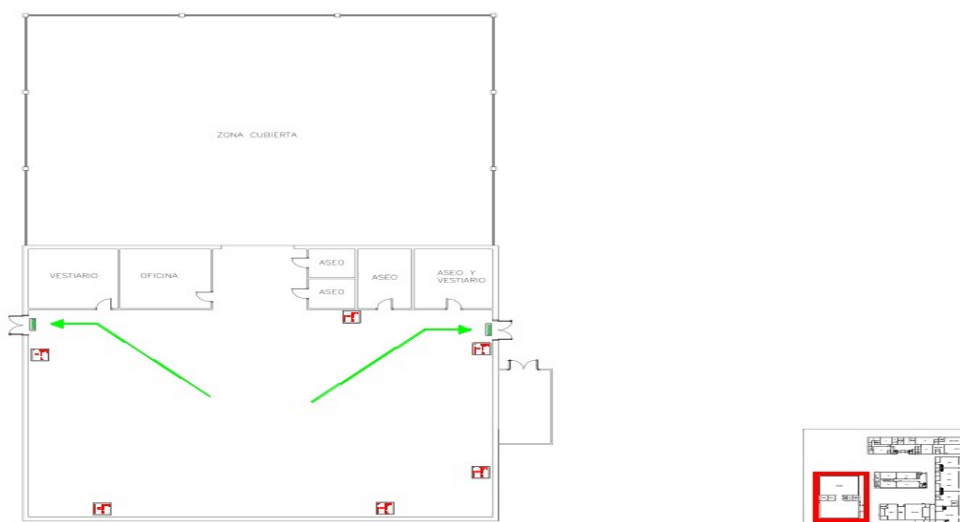 ZONA CUBIERTA
VESTIARIO
OFICINA
ASEO
ASEO
ASEO
ASEO Y
VESTIARIO